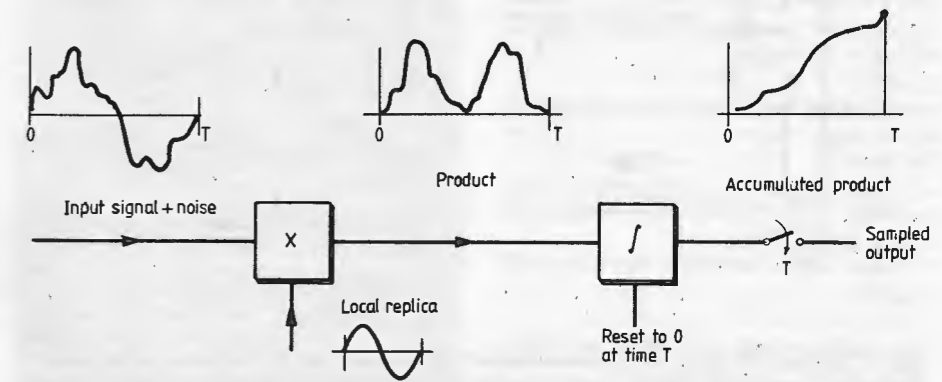 0
T
0
T
0
T
Product
Accumulated product
Input signal + noise
X
∫
T
Sampled
output
Local replica
Reset to 0
at time T